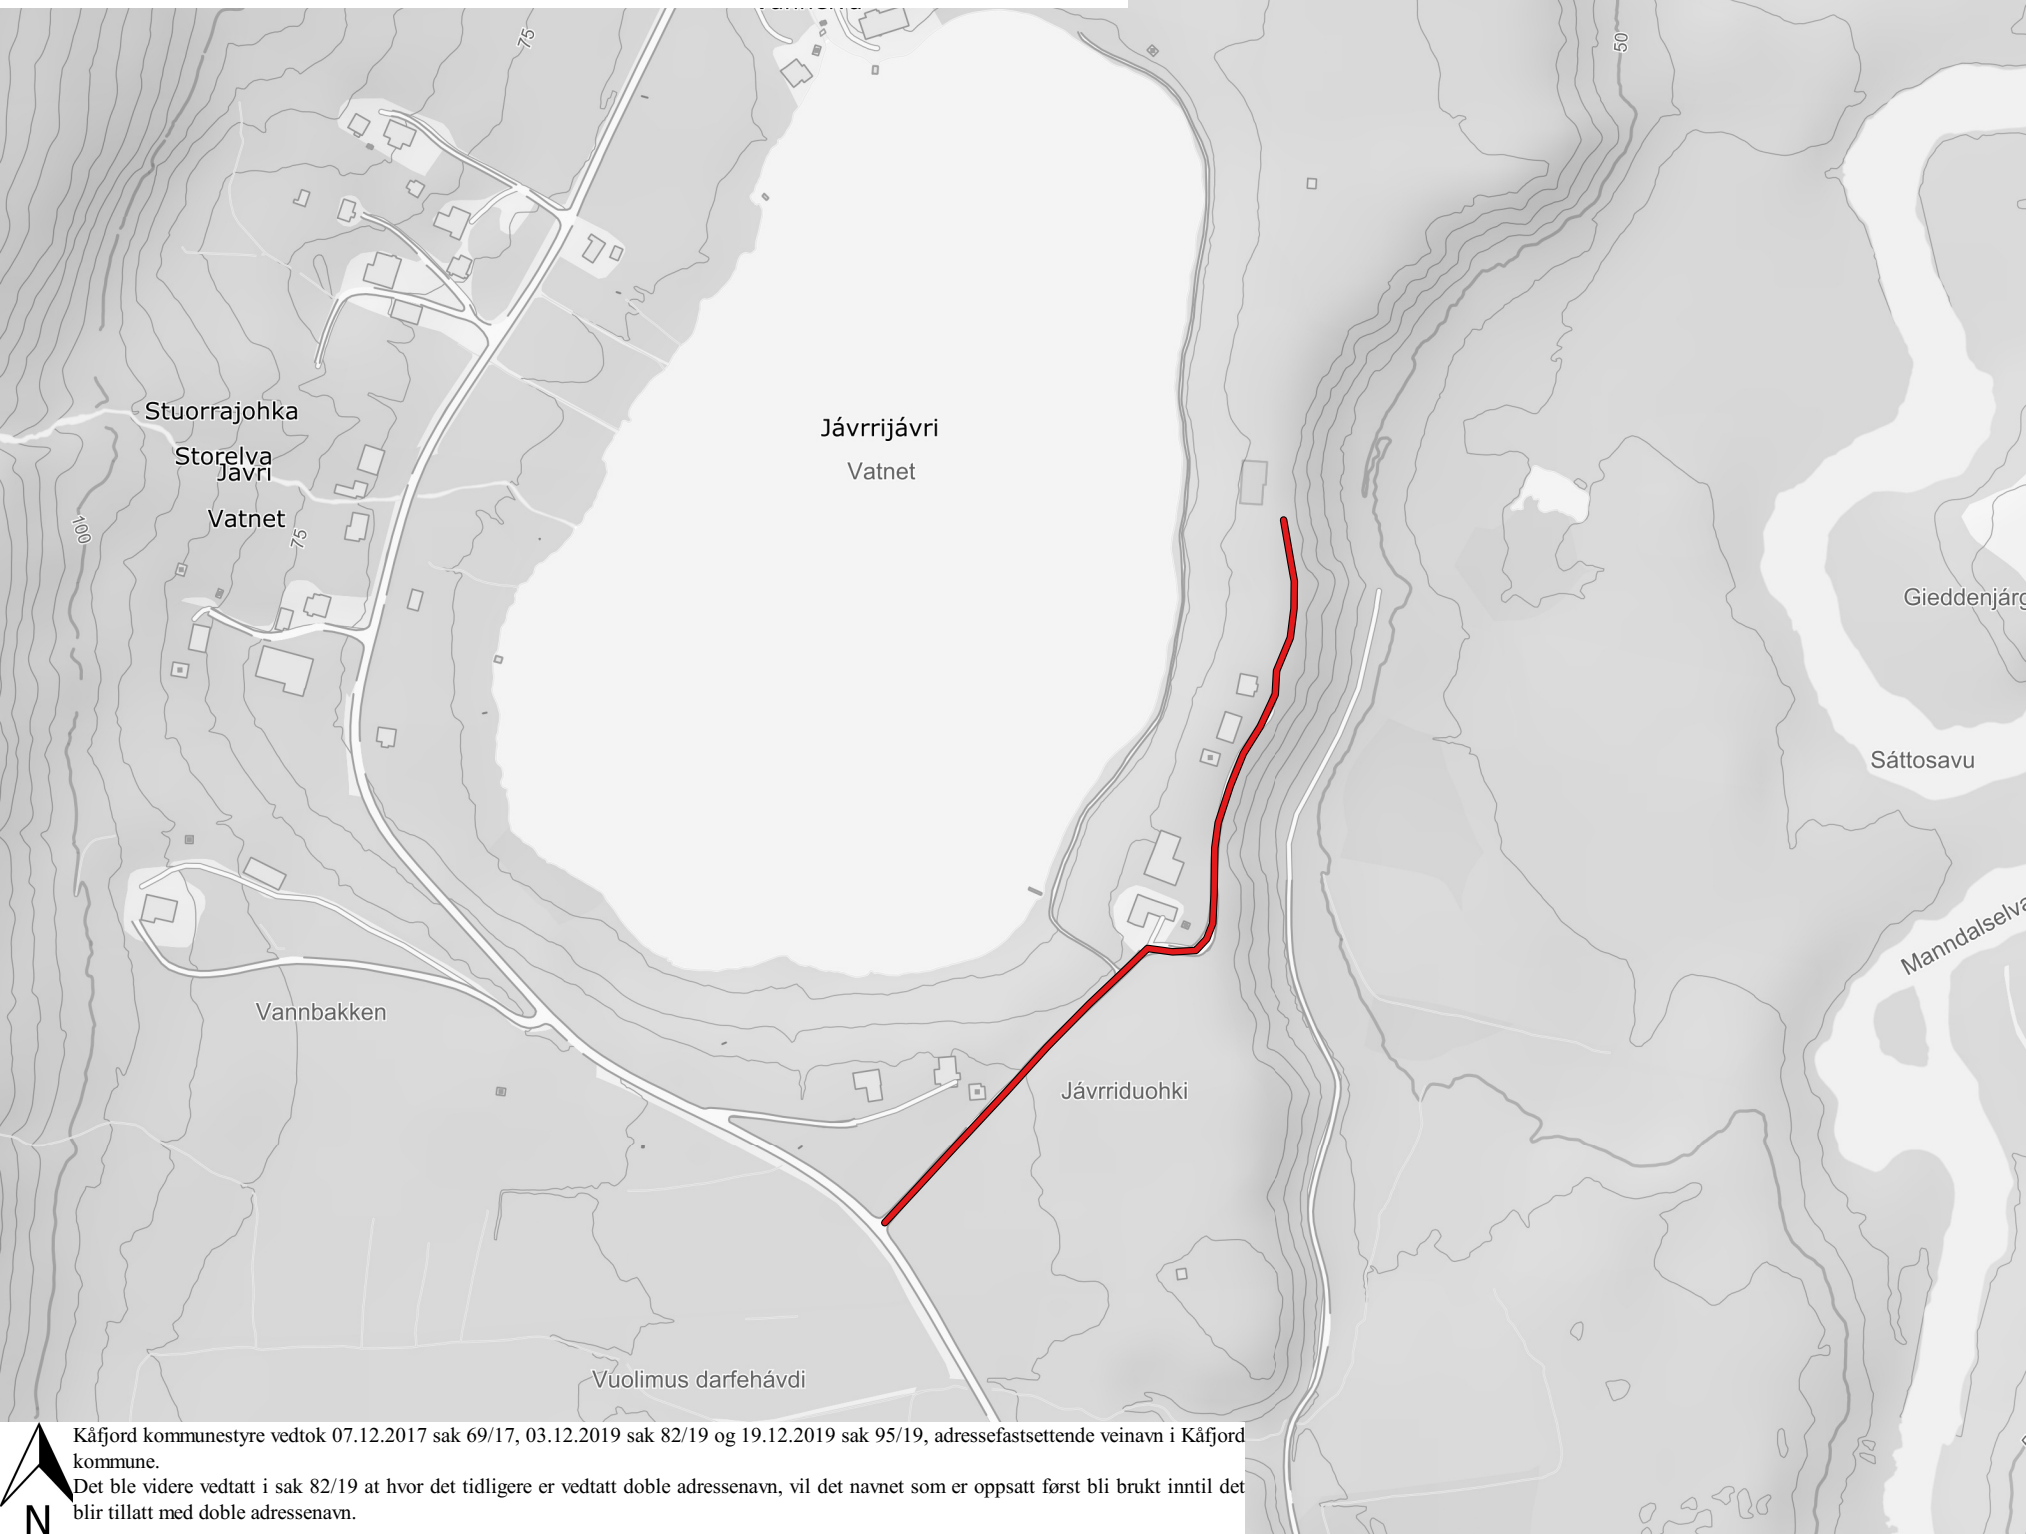 75
50
Stuorrajohka
Storelva
Jávri
Vatnet
Jávrrijávri
Vatnet
100
75
Gieddenjárg
Sáttosavu
Manndalselva
Vannbakken
Jávrriduohki
Vuolimus darfehávdi
N
Kåfjord kommunestyre vedtok 07.12.2017 sak 69/17, 03.12.2019 sak 82/19 og 19.12.2019 sak 95/19, adressefastsettende veinavn i Kåfjord
kommune.
Det ble videre vedtatt i sak 82/19 at hvor det tidligere er vedtatt doble adressenavn, vil det navnet som er oppsatt først bli brukt inntil det
blir tillatt med doble adressenavn.